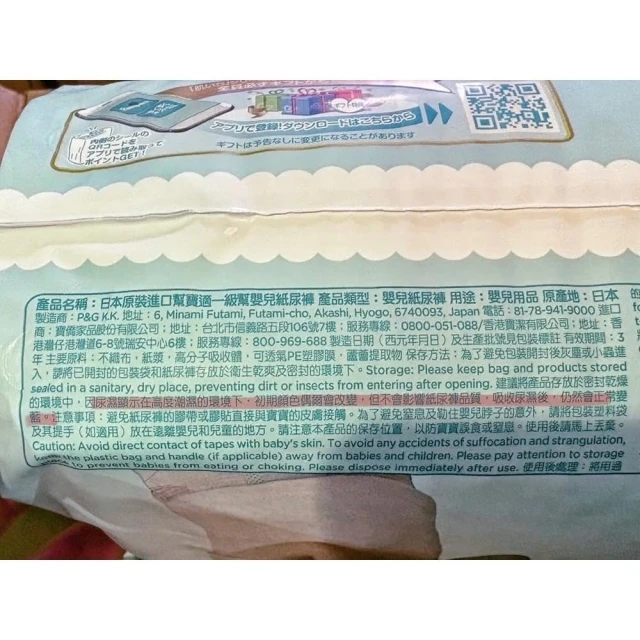 アプリで登録!ダウンロードはこちらから
内側のシールの
QRコードを
アプリで読み取って
ポイントGET!
ギフトは予告なしに変更になることがあります
產品名稱：日本原裝進口幫寶適一級幫嬰兒紙尿褲 產品類型：嬰兒紙尿褲 用途：嬰兒用品 原產地：日本
製造商：P&G K.K. 地址：6, Minami Futami, Futami-cho, Akashi, Hyogo, 6740093, Japan 電話：81-78-941-9000 進口
商：寶僑家品股份有限公司；地址：台北市信義路五段106號7樓；服務專線：0800-051-088/香港寶潔有限公司；地址：香
港灣仔港灣道6-8號瑞安中心6樓；服務專線：800-969-688 製造日期（西元年月日）及生產批號見包裝標註 有效期間：3
年 主要原料：不織布，紙漿，高分子吸收體，可透氣PE塑膠膜，蘆薈提取物 保存方法：為了避免包裝開封後灰塵或小蟲進
入，請將已開封的包裝袋和紙尿褲存放於衛生乾爽及密封的環境下。Storage: Please keep bag and products stored
sealed in a sanitary, dry place, preventing dirt or insects from entering after opening. 建議將產品存放於密封乾燥
的環境中，因尿濕顯示在高度潮濕的環境下，初期顏色偶爾會改變，但不會影響紙尿褲品質，吸收尿濕後，仍然會正常變
藍。注意事項：避免紙尿褲的膠帶或膠貼直接與寶寶的皮膚接觸。為了避免窒息及勒住嬰兒脖子的意外，請將包裝塑料袋
及其提手（如適用）放在遠離嬰兒和兒童的地方。請注意本產品的保存位置，以防寶寶誤食或窒息。使用後請馬上丟棄。
Caution: Avoid direct contact of tapes with baby's skin. To avoid any accidents of suffocation and strangulation,
keep the plastic bag and handle (if applicable) away from babies and children. Please pay attention to storage
to prevent babies from eating or choking. Please dispose immediately after use. 使用後處理：將用過